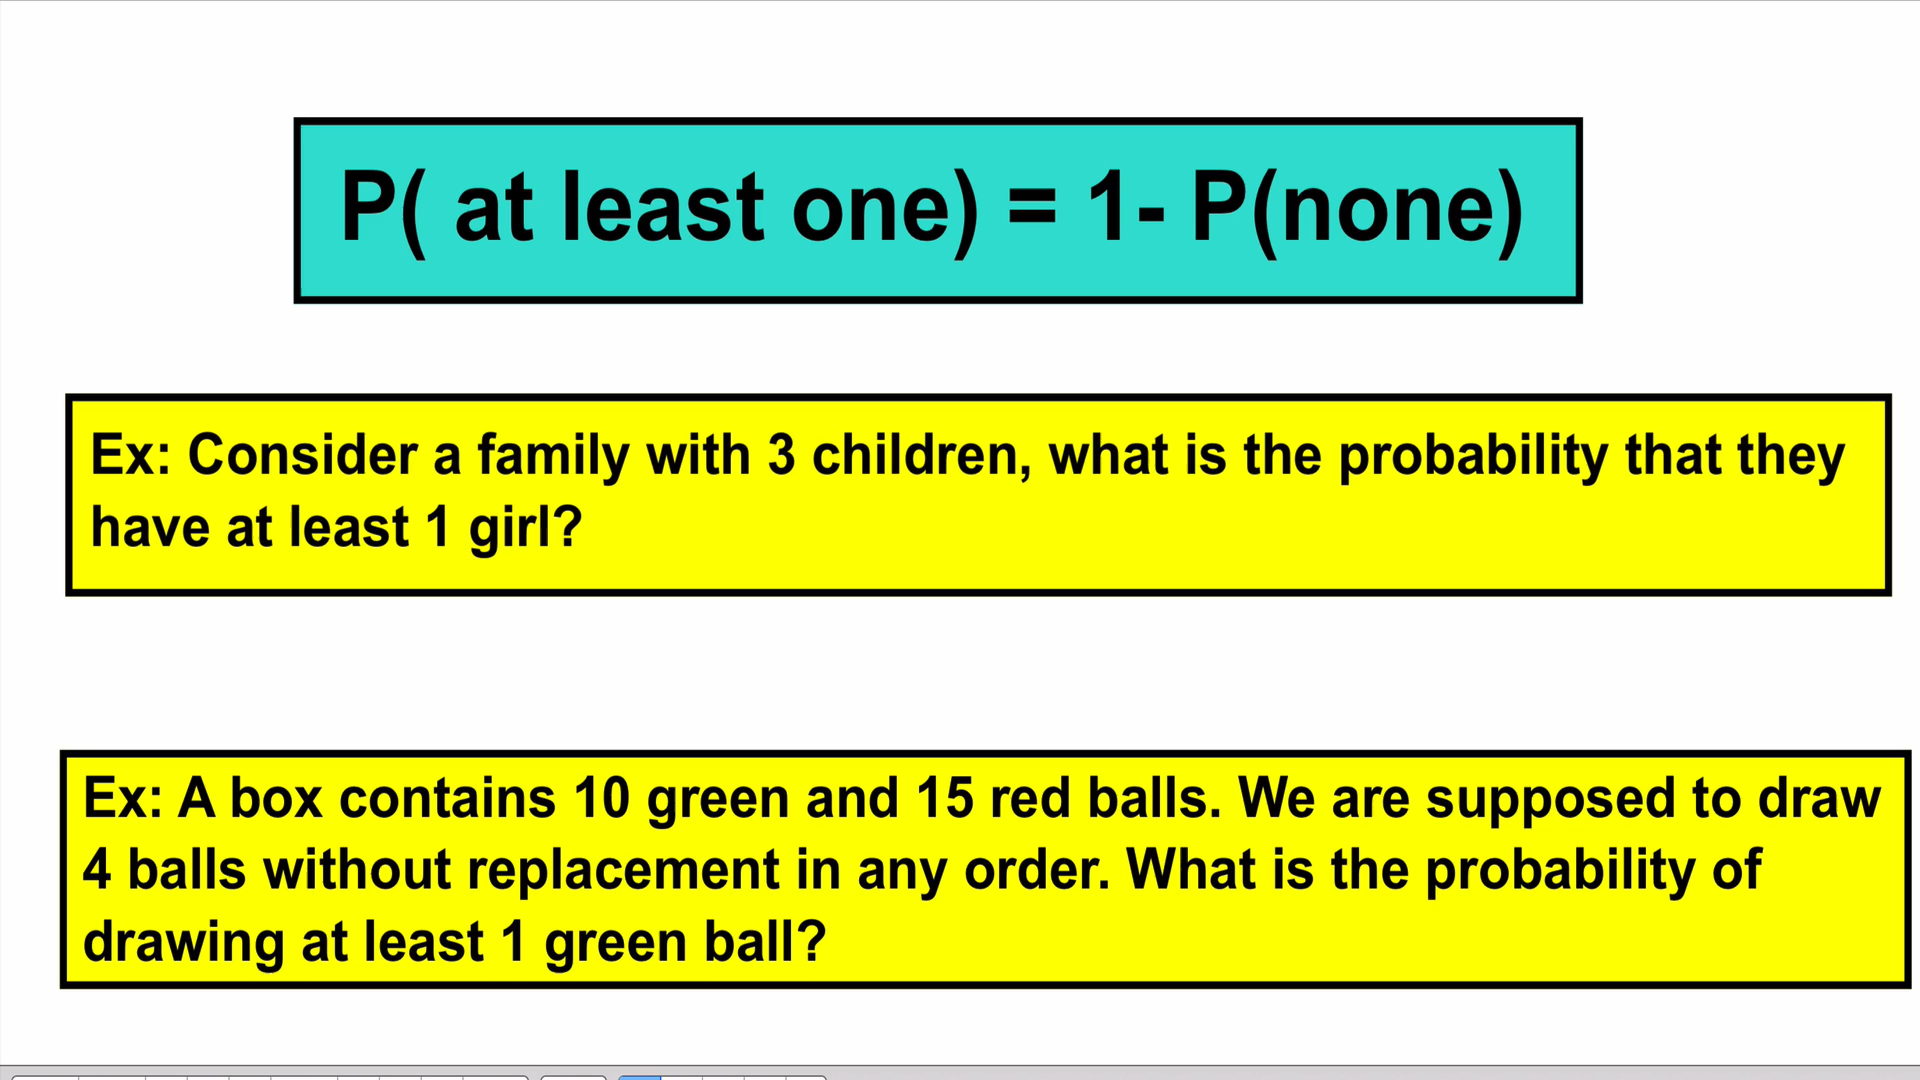 P( at least one) = 1- P(none)
Ex: Consider a family with 3 children, what is the probability that they
have at least 1 girl?
Ex: A box contains 10 green and 15 red balls. We are supposed to draw
4 balls without replacement in any order. What is the probability of
drawing at least 1 green ball?